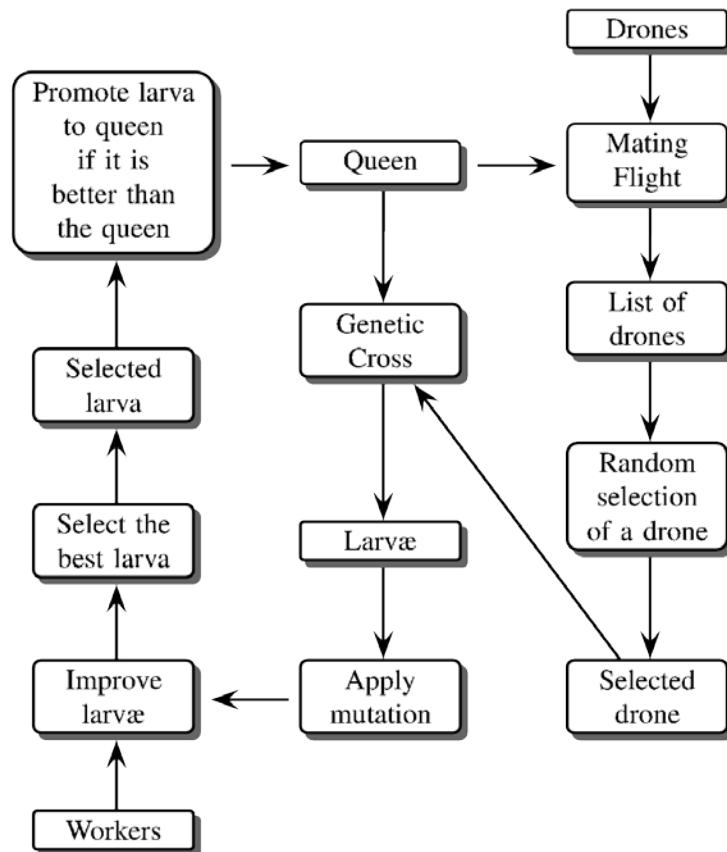 Drones
Promote larva
to queen
if it is
better than
the queen
Queen
Mating
Flight
Genetic
Cross
List of
drones
Selected
larva
Random
selection
of a drone
Select the
best larva
Larvæ
Improve
larvæ
Apply
mutation
Selected
drone
Workers